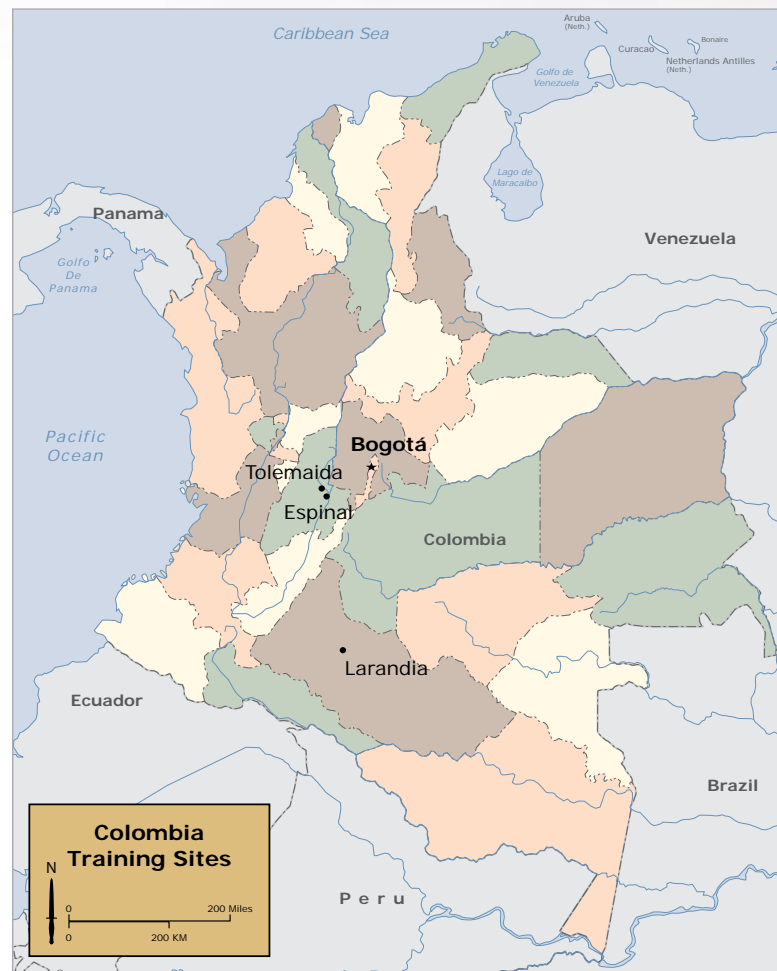 Caribbean Sea
Aruba
(Neth.)
Curacao
Bonaire
Netherlands Antilles
(Neth.)
Golfo de
Venezuela
Lago de
Maracaibo
Panama
Venezuela
Golfo
De
Panama
Pacific
Ocean
Bogotá
Tolemaida
Espinal
Colombia
Larandia
Ecuador
Brazil
Peru
Colombia
Training Sites
N
0
200 Miles
0
200 KM